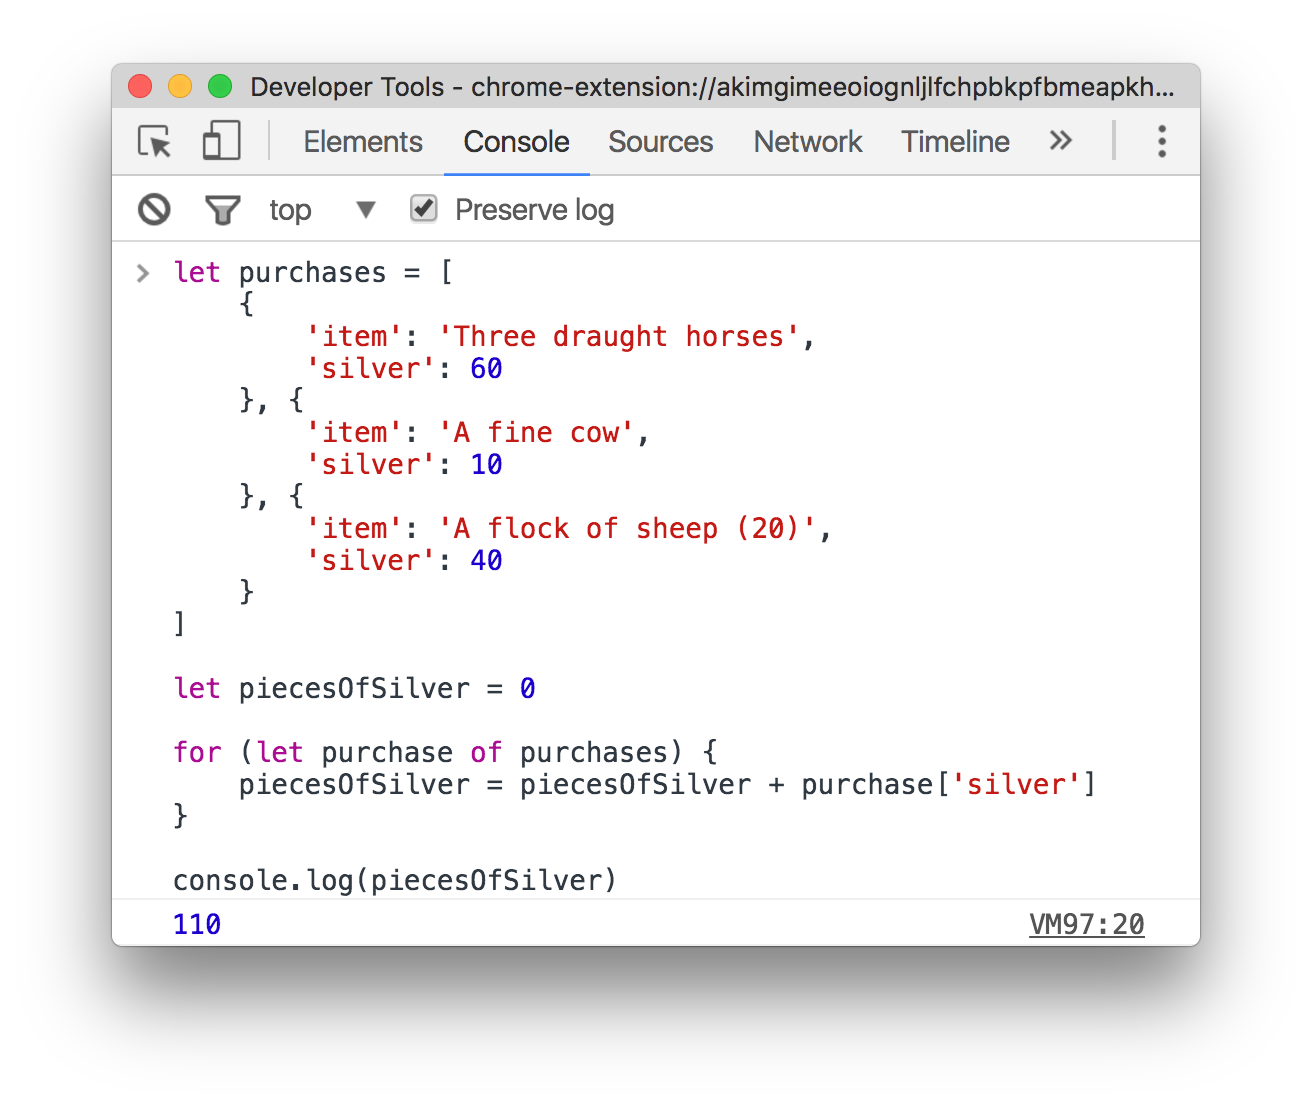 Developer Tools - chrome-extension://akimgimeeoiognljlfchpbkpfbmeapkh...
Elements Console Sources Network Timeline
top Preserve log
let purchases = [
    {
        'item': 'Three draught horses',
        'silver': 60
    }, {
        'item': 'A fine cow',
        'silver': 10
    }, {
        'item': 'A flock of sheep (20)',
        'silver': 40
    }
]
let piecesOfSilver = 0
for (let purchase of purchases) {
    piecesOfSilver = piecesOfSilver + purchase['silver']
}
console.log(piecesOfSilver)
110 VM97:20